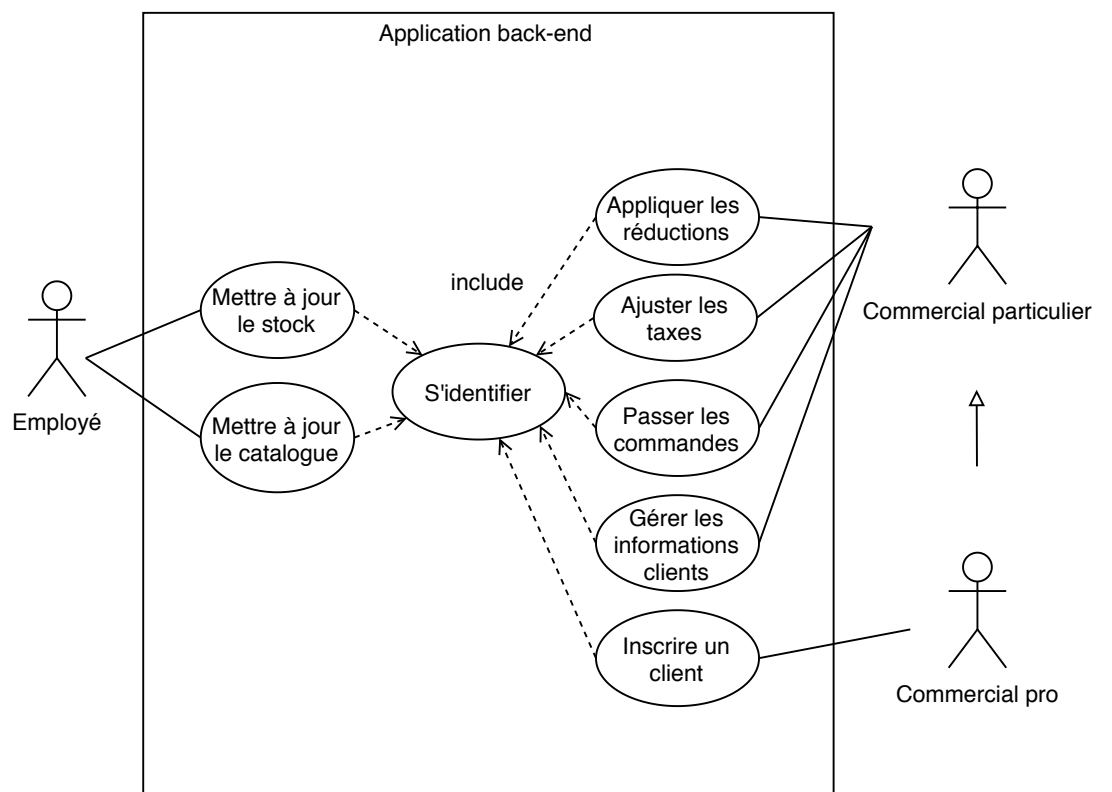 Application back-end
Appliquer les
réductions
include
Mettre à jour
le stock
Ajuster les
taxes
Commercial particulier
S'identifier
Employé
Mettre à jour
le catalogue
Passer les
commandes
Gérer les
informations
clients
Inscrire un
client
Commercial pro